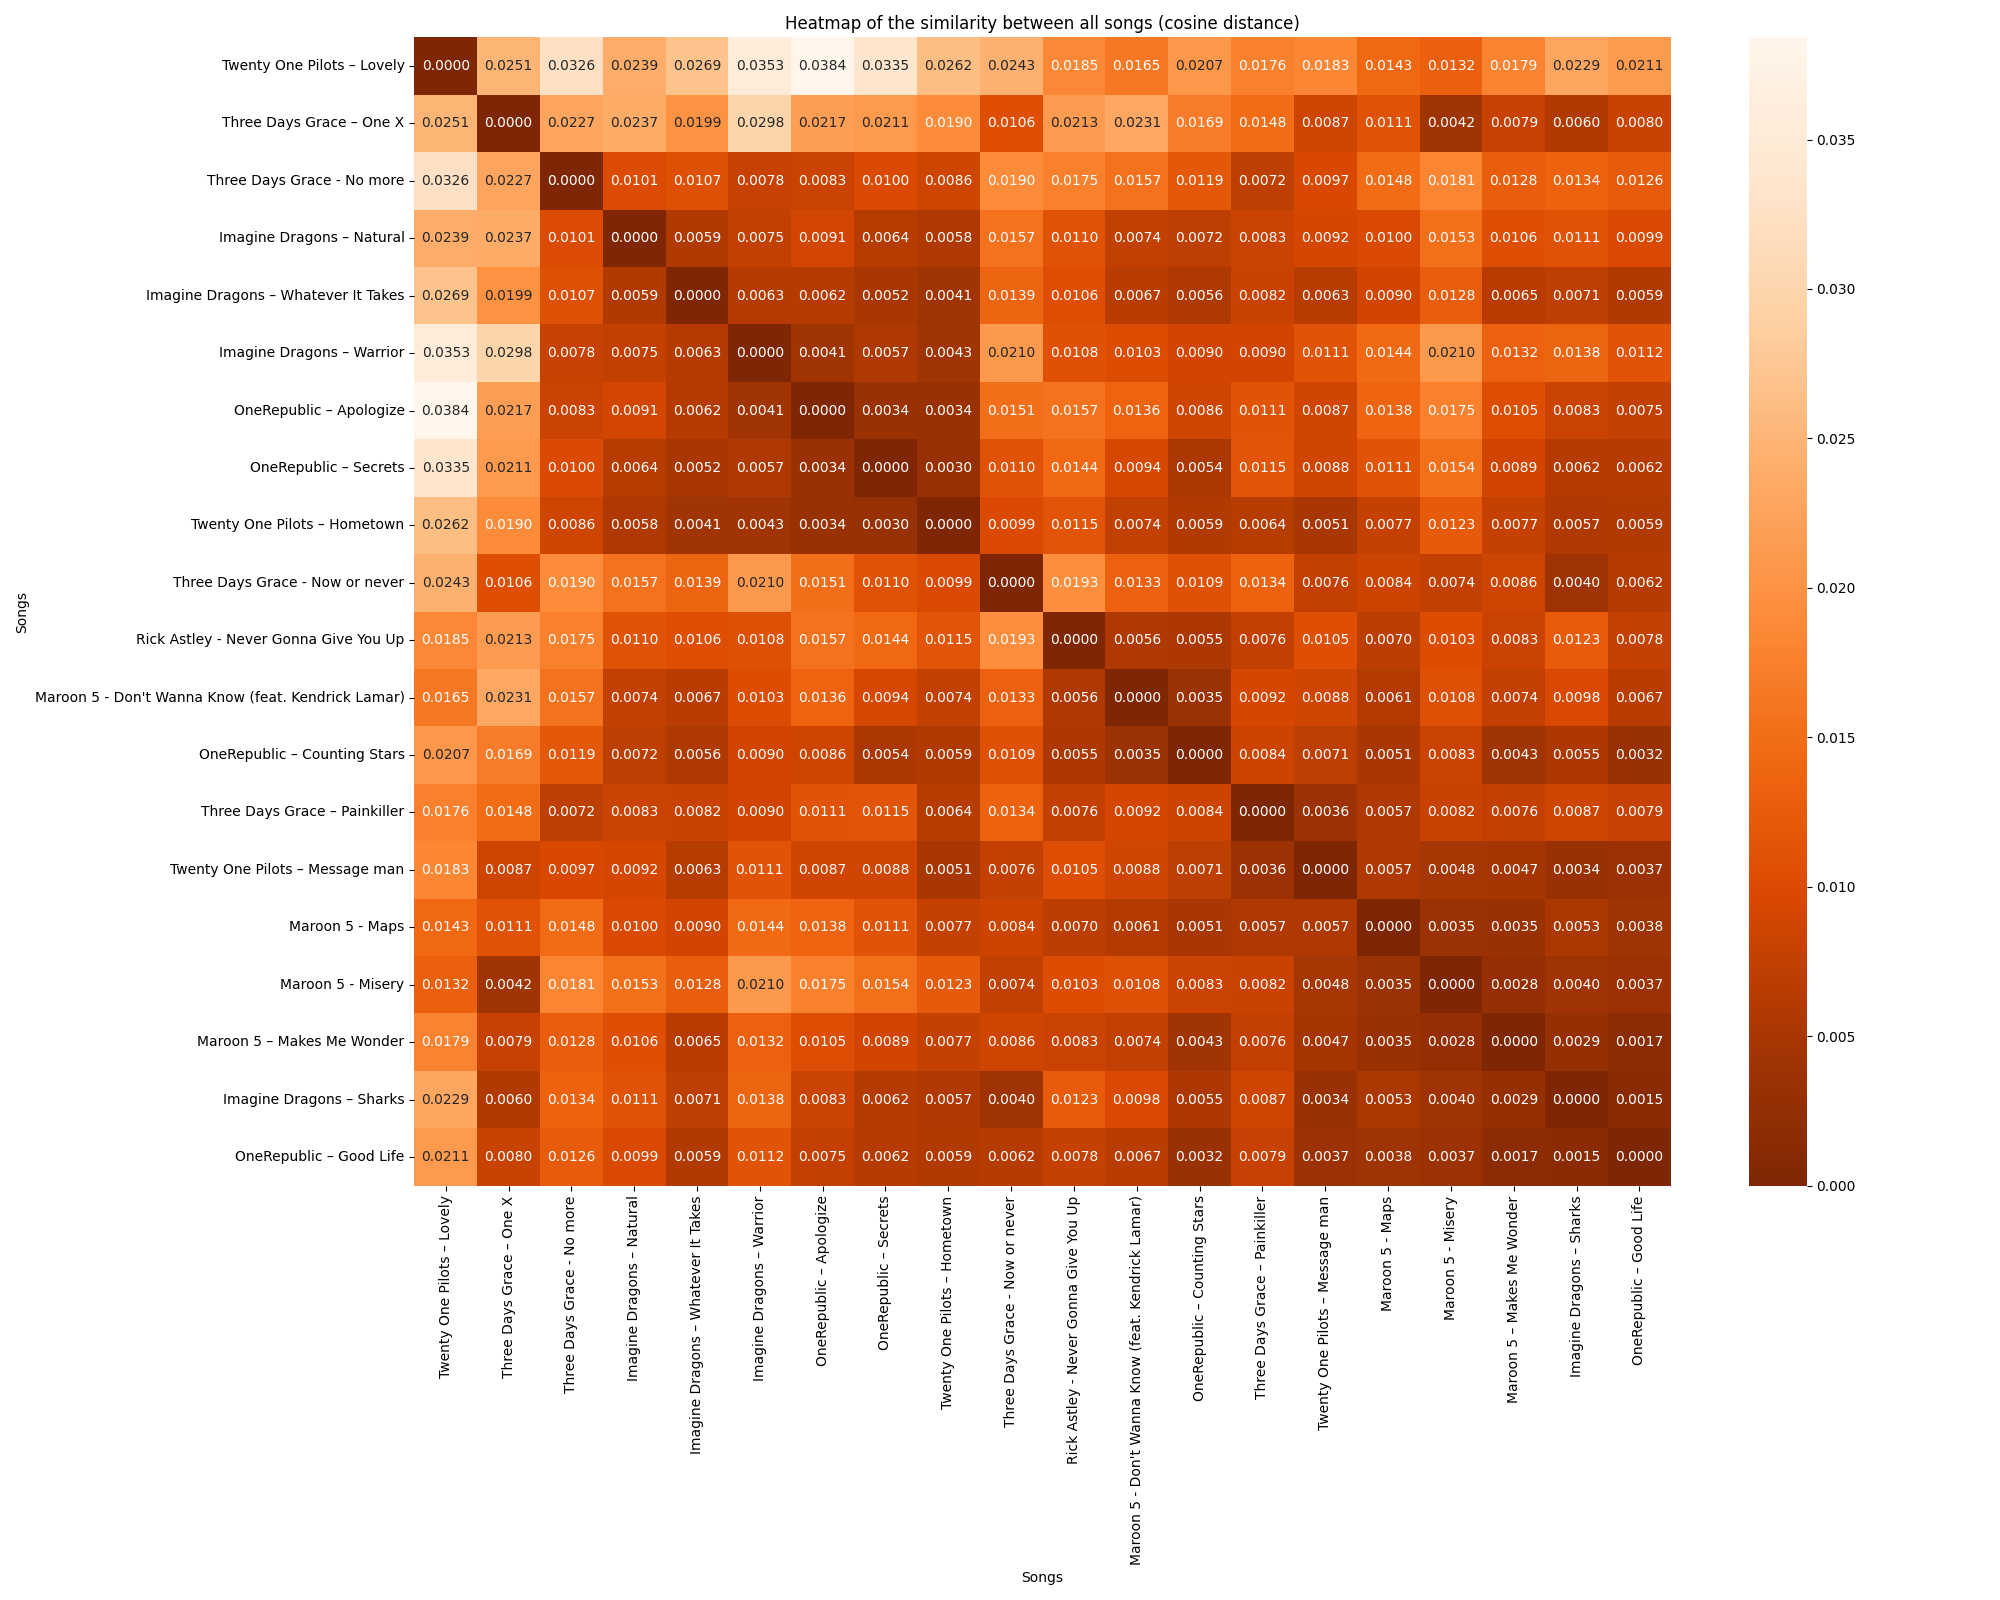 Heatmap of the similarity between all songs (cosine distance)
Twenty One Pilots – Lovely 0.0000 0.0251 0.0326 0.0239 0.0269 0.0353 0.0384 0.0335 0.0262 0.0243 0.0185 0.0165 0.0207 0.0176 0.0183 0.0143 0.0132 0.0179 0.0229 0.0211
Three Days Grace – One X 0.0251 0.0000 0.0227 0.0237 0.0199 0.0298 0.0217 0.0211 0.0190 0.0106 0.0213 0.0231 0.0169 0.0148 0.0087 0.0111 0.0042 0.0079 0.0060 0.0080
Three Days Grace - No more 0.0326 0.0227 0.0000 0.0101 0.0107 0.0078 0.0083 0.0100 0.0086 0.0190 0.0175 0.0157 0.0119 0.0072 0.0097 0.0148 0.0181 0.0128 0.0134 0.0126
Imagine Dragons – Natural 0.0239 0.0237 0.0101 0.0000 0.0059 0.0075 0.0091 0.0064 0.0058 0.0157 0.0110 0.0074 0.0072 0.0083 0.0092 0.0100 0.0153 0.0106 0.0111 0.0099
Imagine Dragons – Whatever It Takes 0.0269 0.0199 0.0107 0.0059 0.0000 0.0063 0.0062 0.0052 0.0041 0.0139 0.0106 0.0067 0.0056 0.0082 0.0063 0.0090 0.0128 0.0065 0.0071 0.0059
Imagine Dragons – Warrior 0.0353 0.0298 0.0078 0.0075 0.0063 0.0000 0.0041 0.0057 0.0043 0.0210 0.0108 0.0103 0.0090 0.0090 0.0111 0.0144 0.0210 0.0132 0.0138 0.0112
OneRepublic – Apologize 0.0384 0.0217 0.0083 0.0091 0.0062 0.0041 0.0000 0.0034 0.0034 0.0151 0.0157 0.0136 0.0086 0.0111 0.0087 0.0138 0.0175 0.0105 0.0083 0.0075
OneRepublic – Secrets 0.0335 0.0211 0.0100 0.0064 0.0052 0.0057 0.0034 0.0000 0.0030 0.0110 0.0144 0.0094 0.0054 0.0115 0.0088 0.0111 0.0154 0.0089 0.0062 0.0062
Twenty One Pilots – Hometown 0.0262 0.0190 0.0086 0.0058 0.0041 0.0043 0.0034 0.0030 0.0000 0.0099 0.0115 0.0074 0.0059 0.0064 0.0051 0.0077 0.0123 0.0077 0.0057 0.0059
Three Days Grace - Now or never 0.0243 0.0106 0.0190 0.0157 0.0139 0.0210 0.0151 0.0110 0.0099 0.0000 0.0193 0.0133 0.0109 0.0134 0.0076 0.0084 0.0074 0.0086 0.0040 0.0062
Rick Astley - Never Gonna Give You Up 0.0185 0.0213 0.0175 0.0110 0.0106 0.0108 0.0157 0.0144 0.0115 0.0193 0.0000 0.0056 0.0055 0.0076 0.0105 0.0070 0.0103 0.0083 0.0123 0.0078
Maroon 5 - Don't Wanna Know (feat. Kendrick Lamar) 0.0165 0.0231 0.0157 0.0074 0.0067 0.0103 0.0136 0.0094 0.0074 0.0133 0.0056 0.0000 0.0035 0.0092 0.0088 0.0061 0.0108 0.0074 0.0098 0.0067
OneRepublic – Counting Stars 0.0207 0.0169 0.0119 0.0072 0.0056 0.0090 0.0086 0.0054 0.0059 0.0109 0.0055 0.0035 0.0000 0.0084 0.0071 0.0051 0.0083 0.0043 0.0055 0.0032
Three Days Grace – Painkiller 0.0176 0.0148 0.0072 0.0083 0.0082 0.0090 0.0111 0.0115 0.0064 0.0134 0.0076 0.0092 0.0084 0.0000 0.0036 0.0057 0.0082 0.0076 0.0087 0.0079
Twenty One Pilots – Message man 0.0183 0.0087 0.0097 0.0092 0.0063 0.0111 0.0087 0.0088 0.0051 0.0076 0.0105 0.0088 0.0071 0.0036 0.0000 0.0057 0.0048 0.0047 0.0034 0.0037
Maroon 5 - Maps 0.0143 0.0111 0.0148 0.0100 0.0090 0.0144 0.0138 0.0111 0.0077 0.0084 0.0070 0.0061 0.0051 0.0057 0.0057 0.0000 0.0035 0.0035 0.0053 0.0038
Maroon 5 - Misery 0.0132 0.0042 0.0181 0.0153 0.0128 0.0210 0.0175 0.0154 0.0123 0.0074 0.0103 0.0108 0.0083 0.0082 0.0048 0.0035 0.0000 0.0028 0.0040 0.0037
Maroon 5 – Makes Me Wonder 0.0179 0.0079 0.0128 0.0106 0.0065 0.0132 0.0105 0.0089 0.0077 0.0086 0.0083 0.0074 0.0043 0.0076 0.0047 0.0035 0.0028 0.0000 0.0029 0.0017
Imagine Dragons – Sharks 0.0229 0.0060 0.0134 0.0111 0.0071 0.0138 0.0083 0.0062 0.0057 0.0040 0.0123 0.0098 0.0055 0.0087 0.0034 0.0053 0.0040 0.0029 0.0000 0.0015
OneRepublic – Good Life 0.0211 0.0080 0.0126 0.0099 0.0059 0.0112 0.0075 0.0062 0.0059 0.0062 0.0078 0.0067 0.0032 0.0079 0.0037 0.0038 0.0037 0.0017 0.0015 0.0000
Songs
Twenty One Pilots – Lovely
Three Days Grace – One X
Three Days Grace - No more
Imagine Dragons – Natural
Imagine Dragons – Whatever It Takes
Imagine Dragons – Warrior
OneRepublic – Apologize
OneRepublic – Secrets
Twenty One Pilots – Hometown
Three Days Grace - Now or never
Rick Astley - Never Gonna Give You Up
Maroon 5 - Don't Wanna Know (feat. Kendrick Lamar)
OneRepublic – Counting Stars
Three Days Grace – Painkiller
Twenty One Pilots – Message man
Maroon 5 - Maps
Maroon 5 - Misery
Maroon 5 – Makes Me Wonder
Imagine Dragons – Sharks
OneRepublic – Good Life
Songs
0.035
0.030
0.025
0.020
0.015
0.010
0.005
0.000